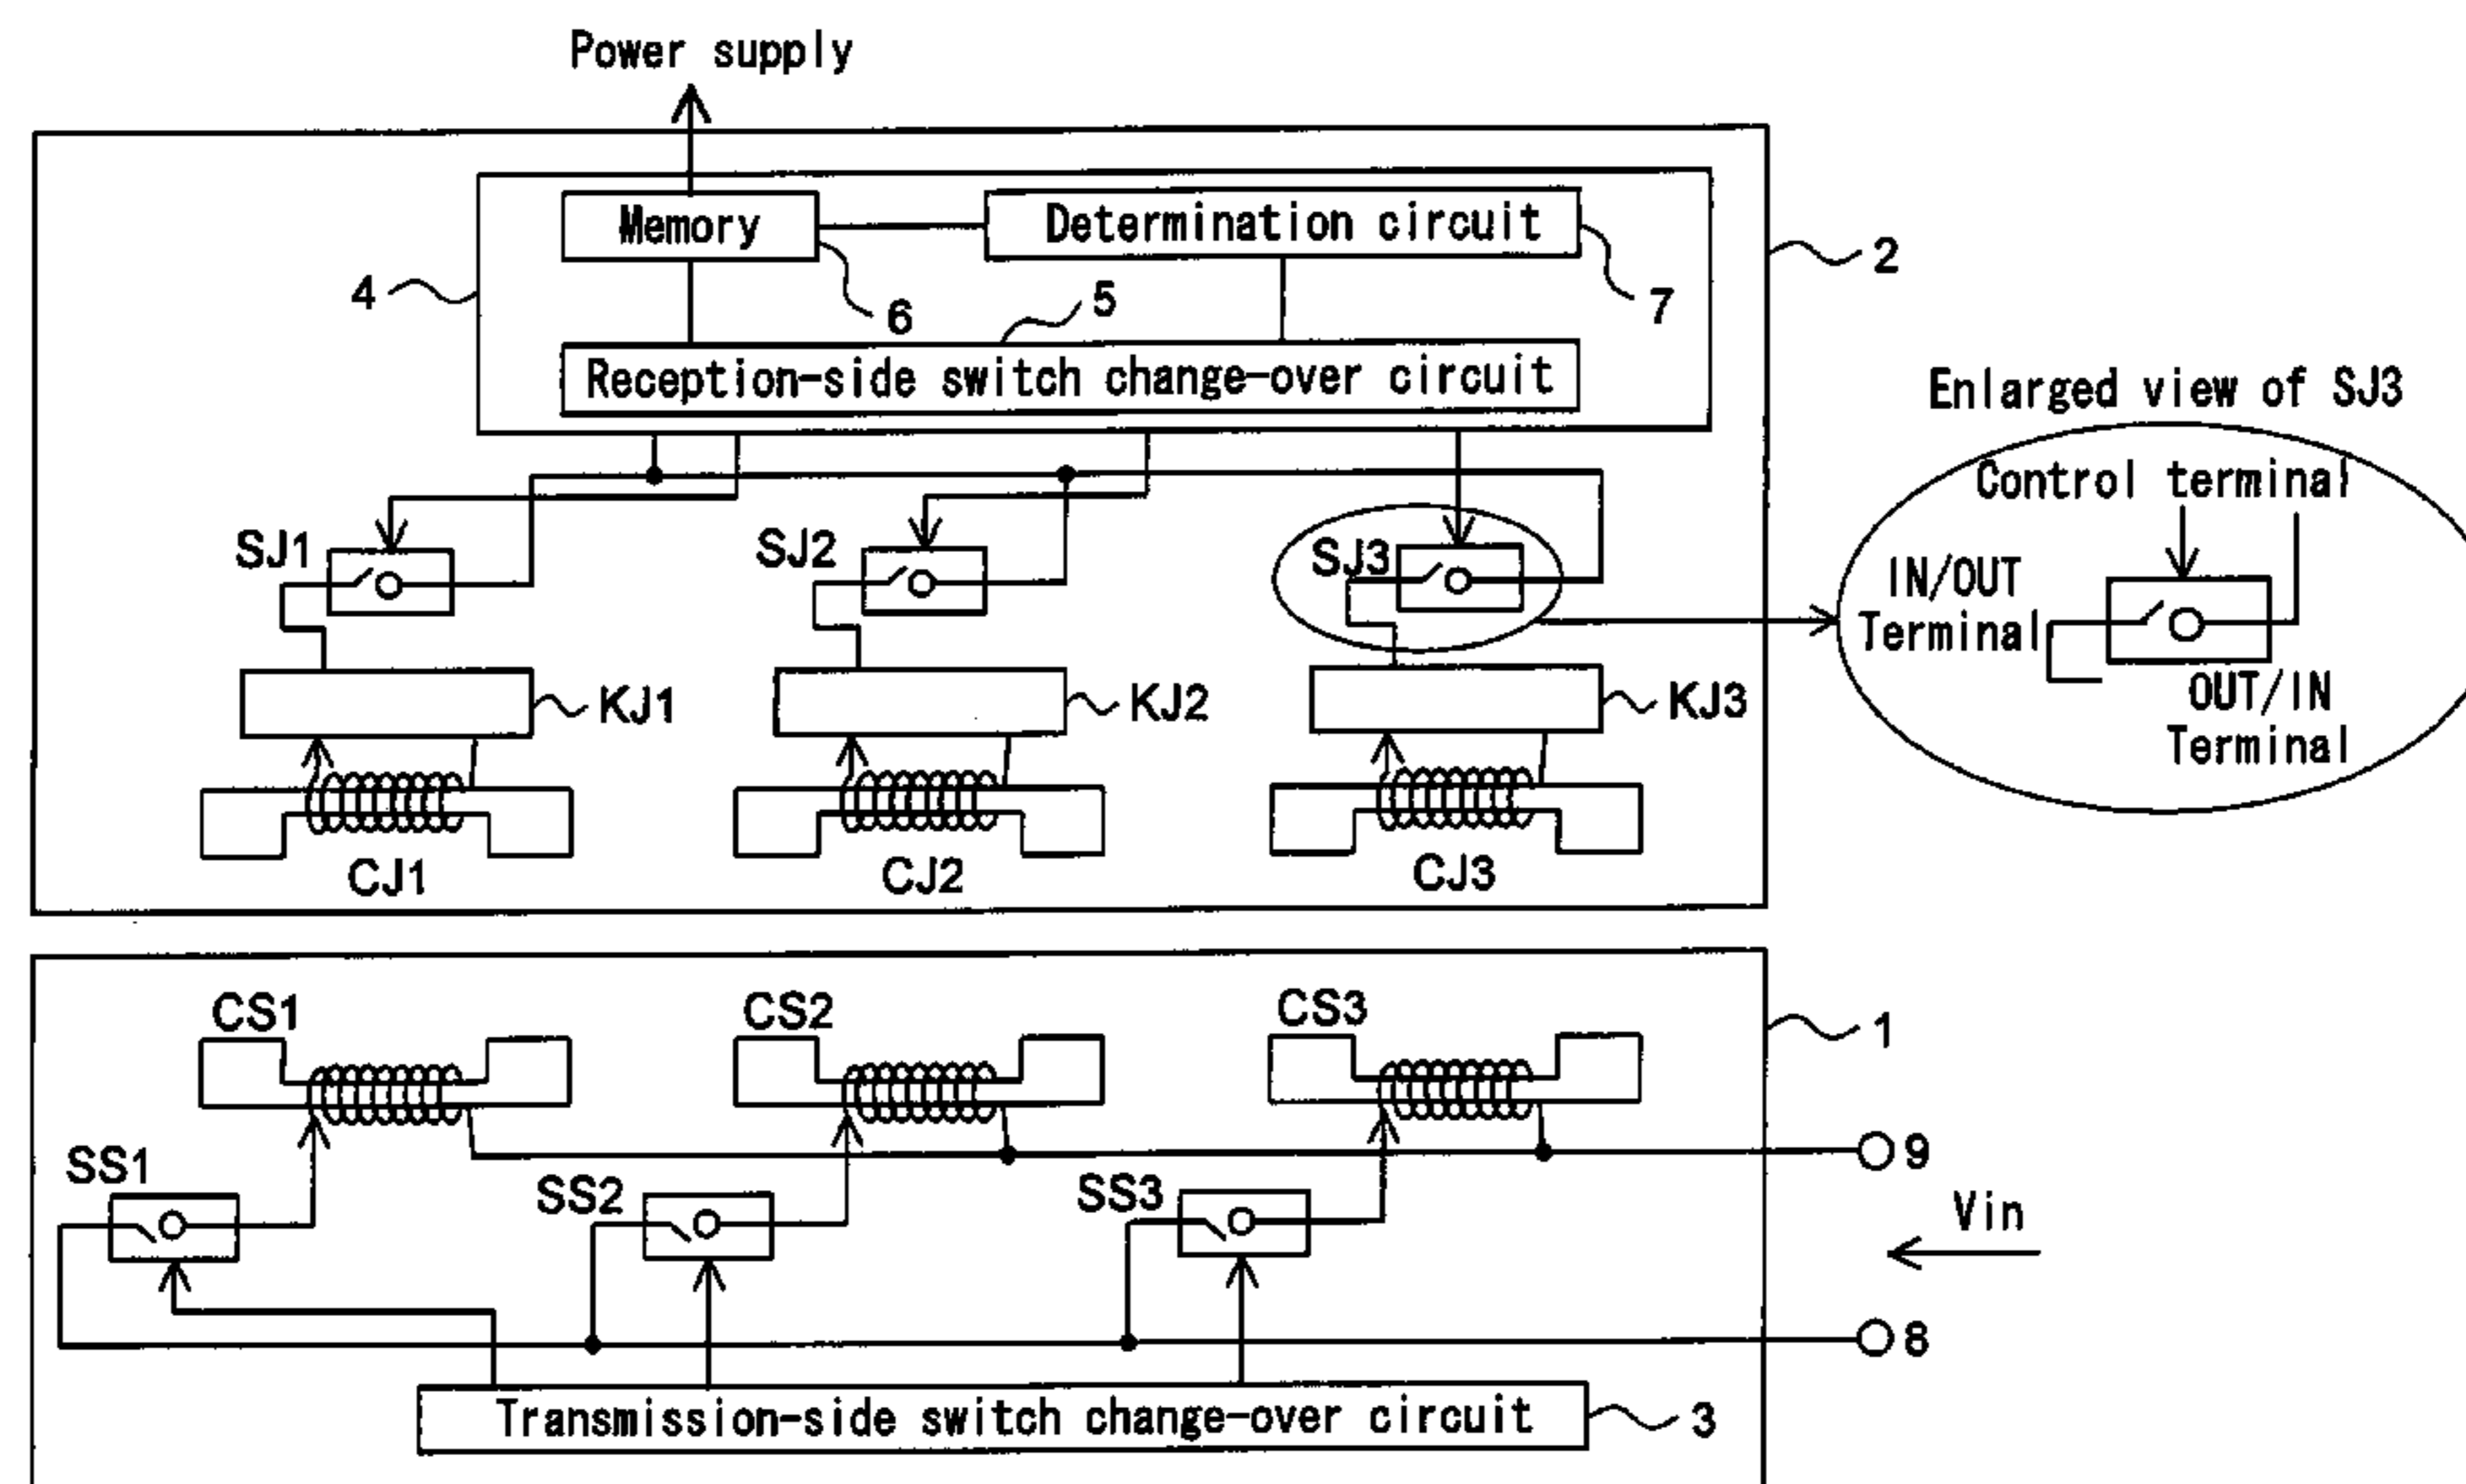 Power supply
Memory
Determination circuit
2
4
6
5
7
Reception-side switch change-over circuit
Enlarged view of SJ3
Control terminal
SJ1
SJ2
SJ3
IN/OUT
Terminal
KJ1
KJ2
KJ3
OUT/IN
Terminal
CJ1
CJ2
CJ3
CS1
CS2
CS3
1
9
SS1
SS2
SS3
Vin
8
Transmission-side switch change-over circuit
3